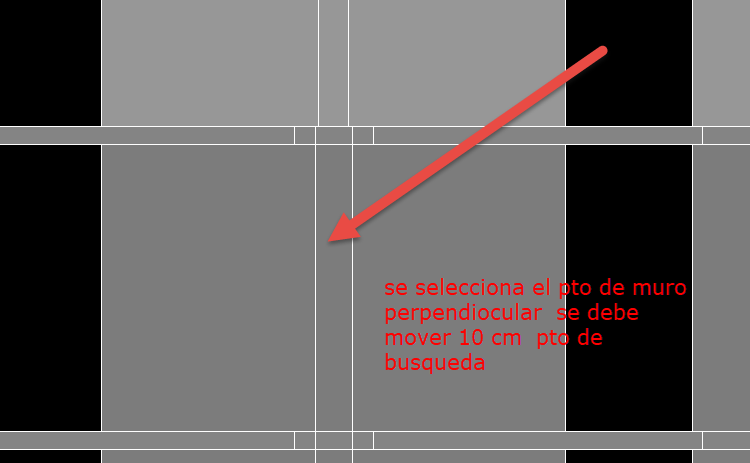 se selecciona el pto de muro
perpendiocular  se debe
mover 10 cm  pto de
busqueda